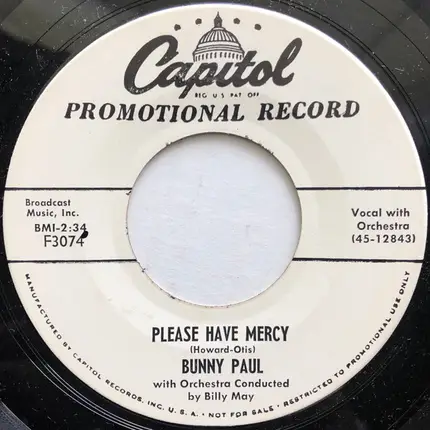 Capitol
REG U S PAT OFF
PROMOTIONAL RECORD
Broadcast
Music, Inc.
BMI-2:34
F3074
Vocal with
Orchestra
(45-12843)
PLEASE HAVE MERCY
(Howard-Otis)
BUNNY PAUL
with Orchestra Conducted
by Billy May
MANUFACTURED BY CAPITOL RECORDS, INC. U. S. A. • NOT FOR SALE • RESTRICTED TO PROMOTIONAL USE ONLY